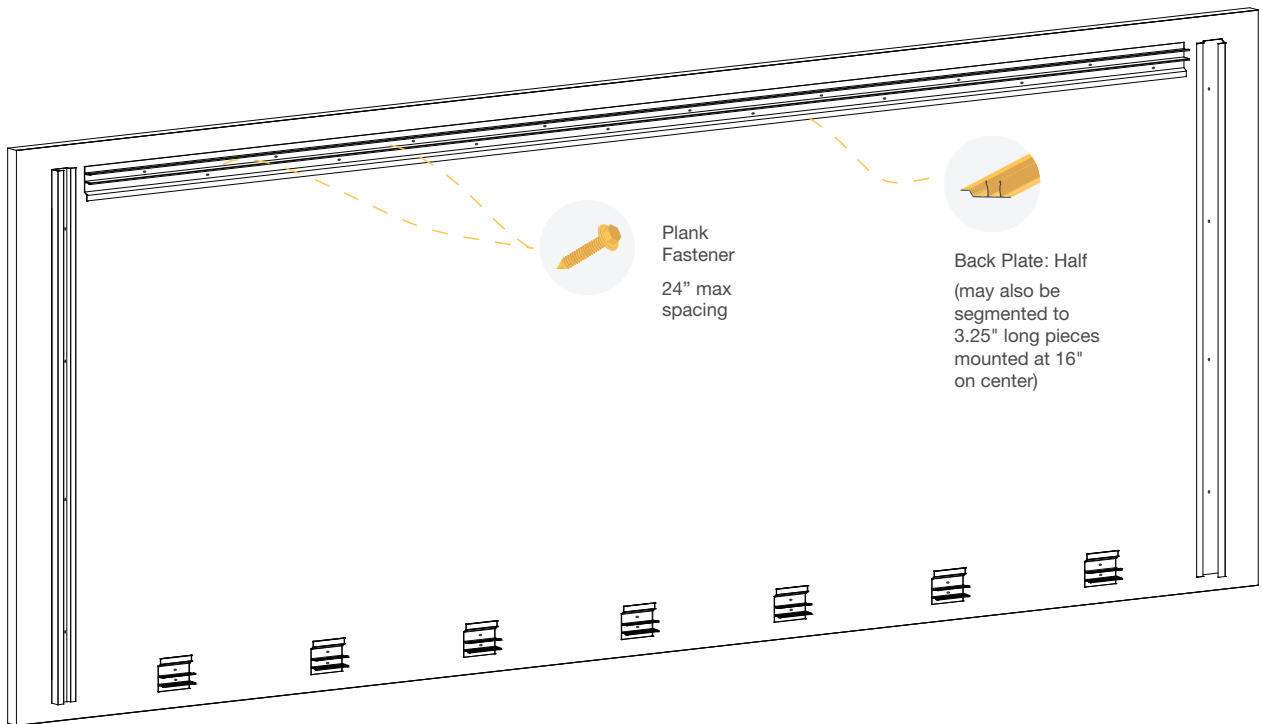 Plank
Fastener
24” max
spacing
Back Plate: Half
(may also be
segmented to
3.25" long pieces
mounted at 16"
on center)